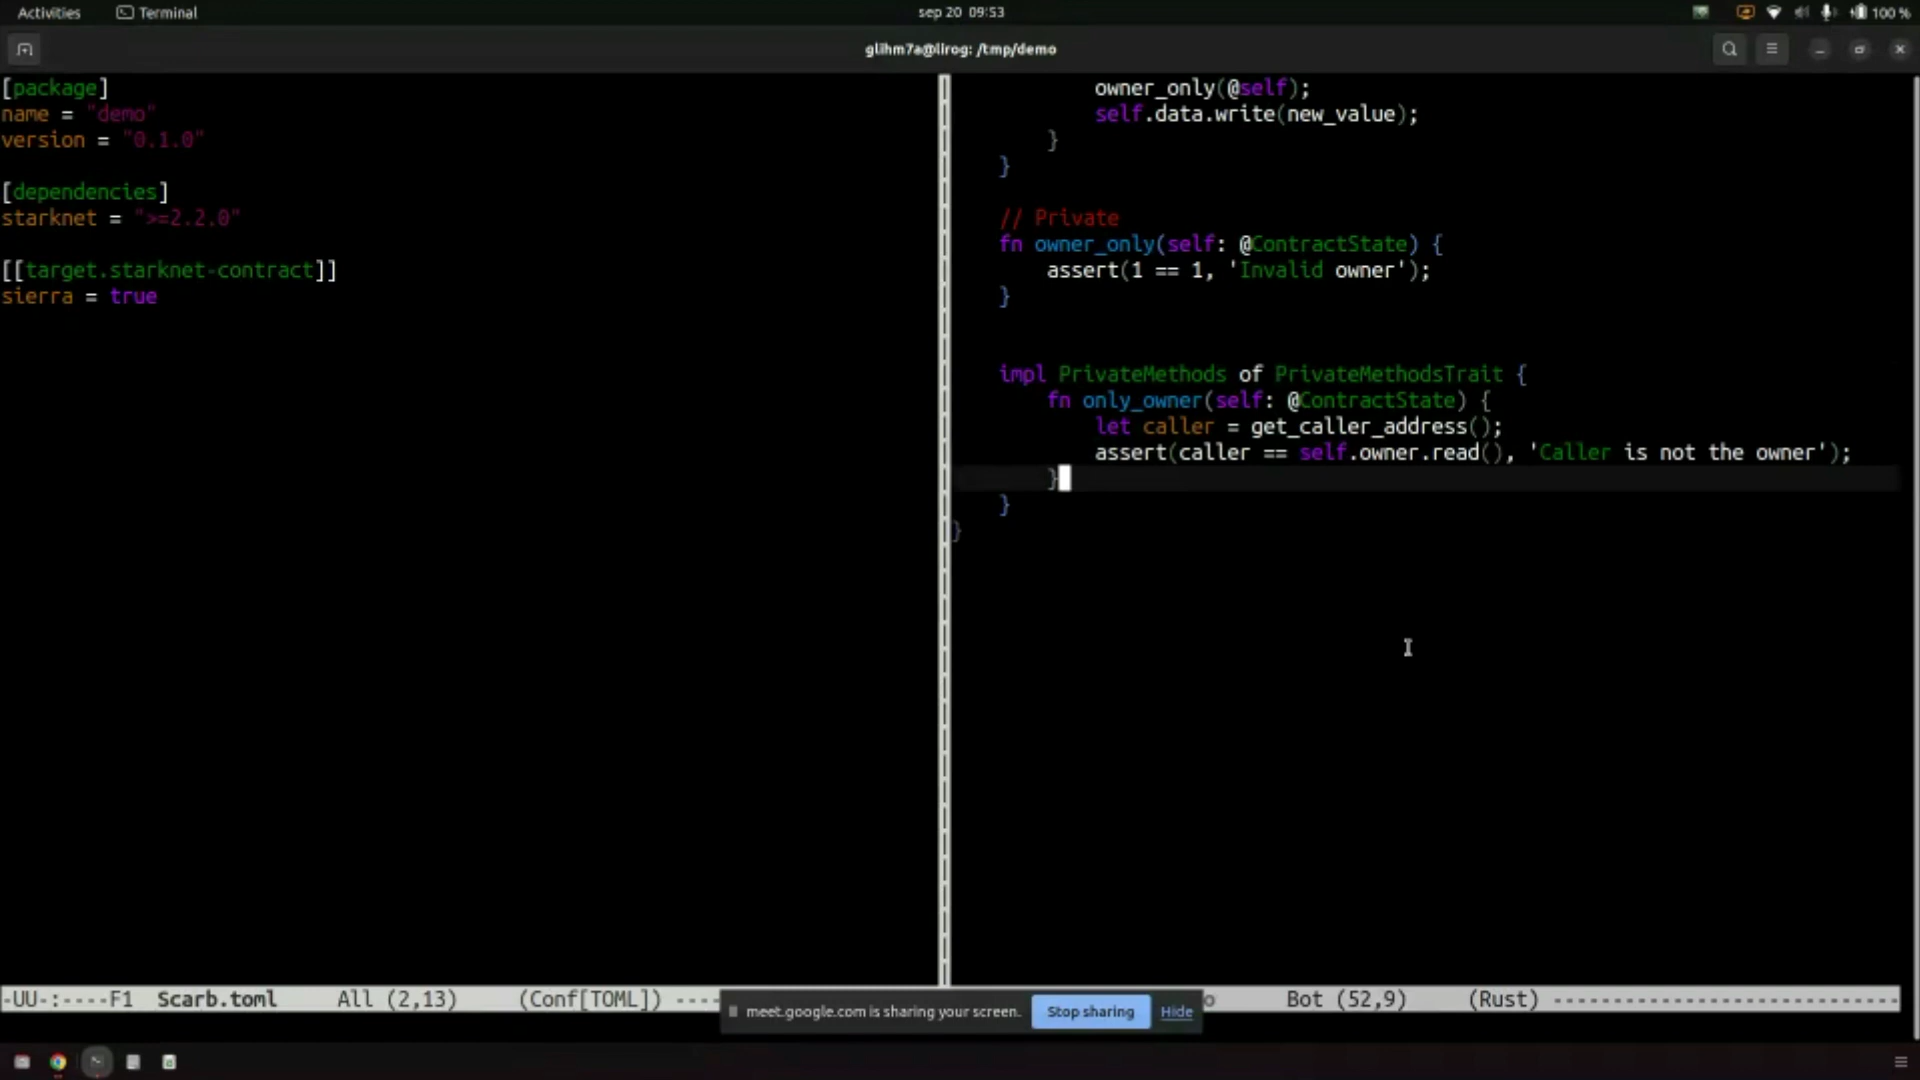 Activities
Terminal
sep 20 09:53
100 %
glihm7a@lirog: /tmp/demo
[package]
name = "demo"
version = "0.1.0"
[dependencies]
starknet = ">=2.2.0"
[[target.starknet-contract]]
sierra = true
owner_only(@self);
self.data.write(new_value);
}
}
// Private
fn owner_only(self: @ContractState) {
assert(1 == 1, 'Invalid owner');
}
impl PrivateMethods of PrivateMethodsTrait {
fn only_owner(self: @ContractState) {
let caller = get_caller_address();
assert(caller == self.owner.read(), 'Caller is not the owner');
}
}
}
-UU-:----F1 Scarb.toml All (2,13) (Conf[TOML]) ----
o Bot (52,9) (Rust) -----------------------------
meet.google.com is sharing your screen.
Stop sharing
Hide